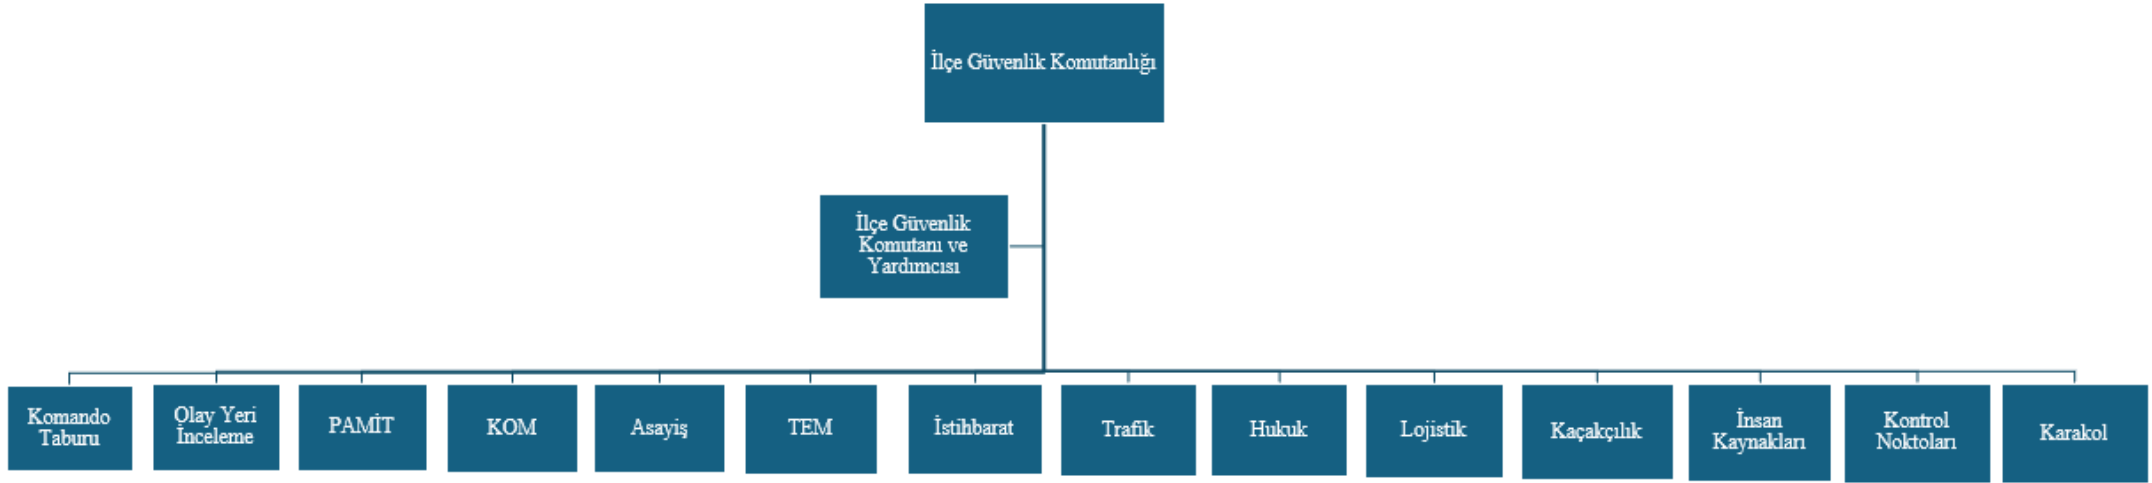 İlçe Güvenlik Komutanlığı
İlçe Güvenlik
Komutanı ve
Yardımcısı
Komando
Taburu
Olay Yeri
İnceleme
PAMİT
KOM
Asayiş
TEM
İstihbarat
Trafik
Hukuk
Lojistik
Kaçakçılık
İnsan
Kaynakları
Kontrol
Noktoları
Karakol